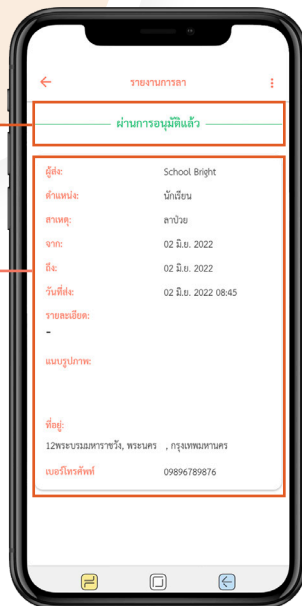 รายงานการลา
ผ่านการอนุมัติแล้ว
ผู้ส่ง: School Bright
ตำแหน่ง: นักเรียน
สาเหตุ: ลาป่วย
จาก: 02 มิ.ย. 2022
ถึง: 02 มิ.ย. 2022
วันที่ส่ง: 02 มิ.ย. 2022 08:45
รายละเอียด:
-
แนบรูปภาพ:
ที่อยู่:
12พระบรมมหาราชวัง, พระนคร , กรุงเทพมหานคร
เบอร์โทรศัพท์ 09896789876